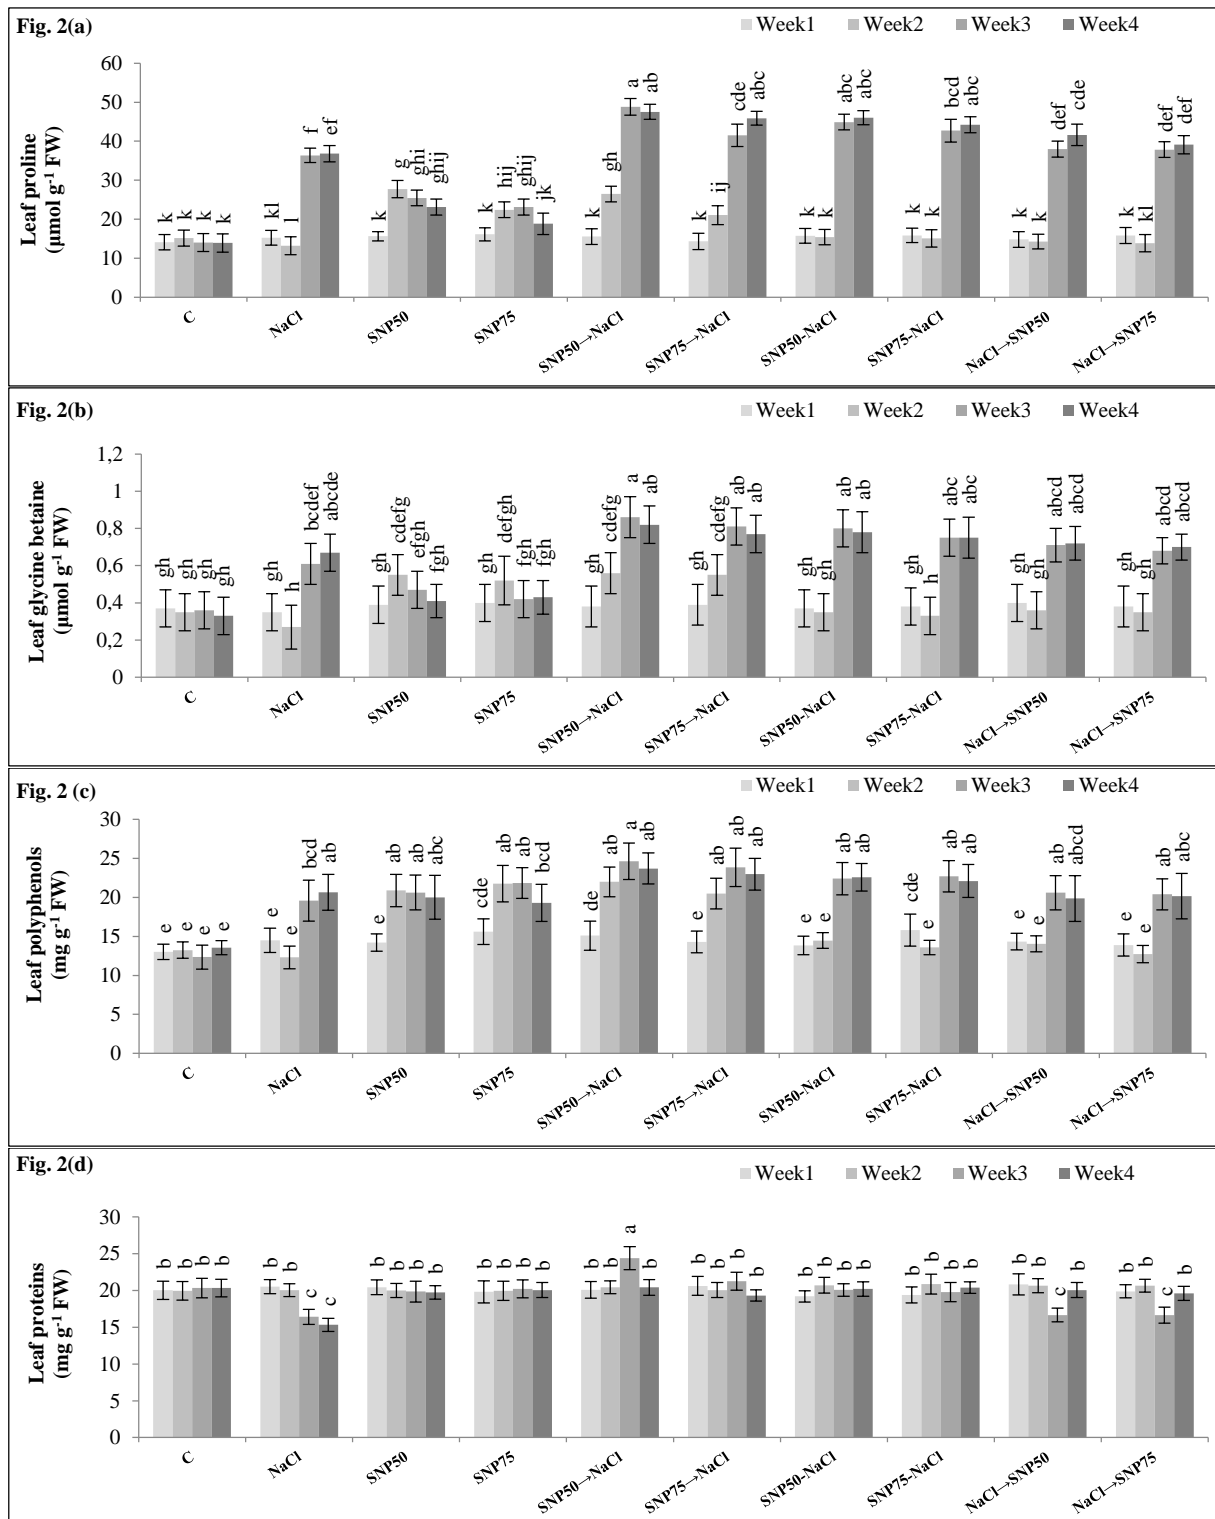 Fig. 2(a)
Week1 Week2 Week3 Week4
Leaf proline
(µmol g-1 FW)
60
50
40
30
20
10
0
k k k k
kl l f ef
k g ghi ghij
k hij ghij jk
k gh a ab
k ij cde abc
k k abc abc
k k bcd abc
k k def cde
k kl def def
C NaCl SNP50 SNP75 SNP50→NaCl SNP75→NaCl SNP50-NaCl SNP75-NaCl NaCl→SNP50 NaCl→SNP75
Fig. 2(b)
Week1 Week2 Week3 Week4
Leaf glycine betaine
(µmol g-1 FW)
1,2
1
0,8
0,6
0,4
0,2
0
gh gh gh gh
gh h bcdef abcde
gh cdefg efgh fgh
gh defgh fgh fgh
gh cdefg a ab
gh cdefg ab ab
gh gh ab ab
gh h abc abc
gh gh abcd abcd
gh gh abcd abcd
C NaCl SNP50 SNP75 SNP50→NaCl SNP75→NaCl SNP50-NaCl SNP75-NaCl NaCl→SNP50 NaCl→SNP75
Fig. 2 (c)
Week1 Week2 Week3 Week4
Leaf polyphenols
(mg g-1 FW)
30
25
20
15
10
5
0
e e e e
e e bcd ab
e ab ab abc
cde ab ab bcd
de ab a ab
e ab ab ab
e e ab ab
cde e ab ab
e e ab abcd
e e ab abc
C NaCl SNP50 SNP75 SNP50→NaCl SNP75→NaCl SNP50-NaCl SNP75-NaCl NaCl→SNP50 NaCl→SNP75
Fig. 2(d)
Week1 Week2 Week3 Week4
Leaf proteins
(mg g-1 FW)
30
25
20
15
10
5
0
b b b b
b b c c
b b b b
b b b b
b b a b
b b b b
b b b b
b b b b
b b c b
b b c b
C NaCl SNP50 SNP75 SNP50→NaCl SNP75→NaCl SNP50-NaCl SNP75-NaCl NaCl→SNP50 NaCl→SNP75